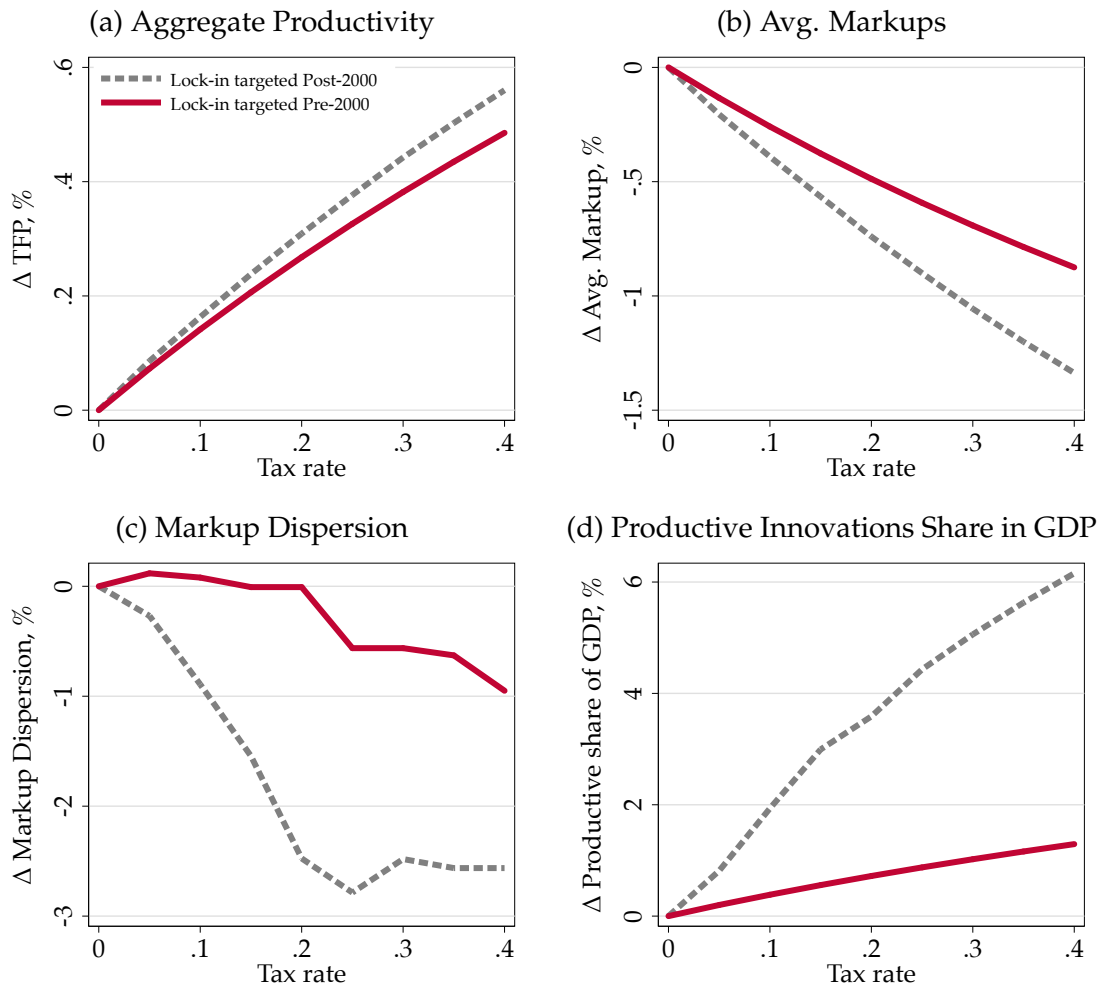 (a) Aggregate Productivity
Δ TFP, %
.6
.4
.2
0
Lock-in targeted Post-2000
Lock-in targeted Pre-2000
0 .1 .2 .3 .4
Tax rate
(b) Avg. Markups
Δ Avg. Markup, %
0
-.5
-1
-1.5
0 .1 .2 .3 .4
Tax rate
(c) Markup Dispersion
Δ Markup Dispersion, %
0
-1
-2
-3
0 .1 .2 .3 .4
Tax rate
(d) Productive Innovations Share in GDP
Δ Productive share of GDP, %
6
4
2
0
0 .1 .2 .3 .4
Tax rate